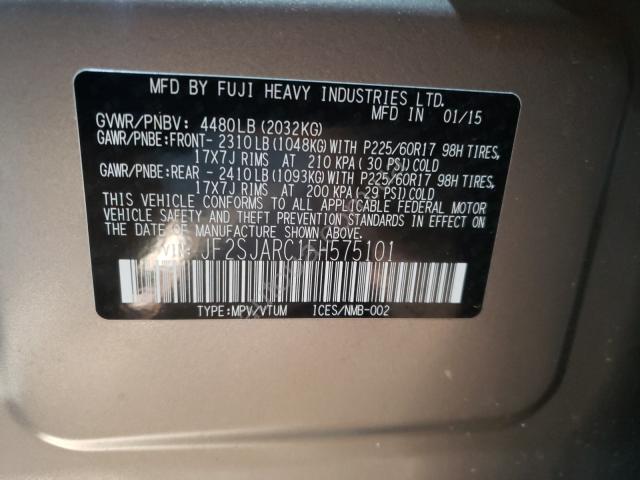 MFD BY FUJI HEAVY INDUSTRIES LTD.
MFD IN 01/15
GVWR/PNBV: 4480LB(2032KG)
GAWR/PNBE:FRONT- 2310LB(1048KG)WITH P225/60R17 98H TIRES,
17X7J RIMS AT 210 KPA( 30 PSI)COLD
GAWR/PNBE:REAR - 2410LB(1093KG)WITH P225/60R17 98H TIRES,
17X7J RIMS AT 200 KPA( 29 PSI)COLD
THIS VEHICLE CONFORMS TO ALL APPLICABLE FEDERAL MOTOR
VEHICLE SAFETY AND THEFT PREVENTION STANDARDS IN EFFECT
ON THE DATE OF MANUFACTURE SHOWN ABOVE.
VIN: JF2SJARC1FH575101
TYPE:MPV/VTUM ICES/NMB-002